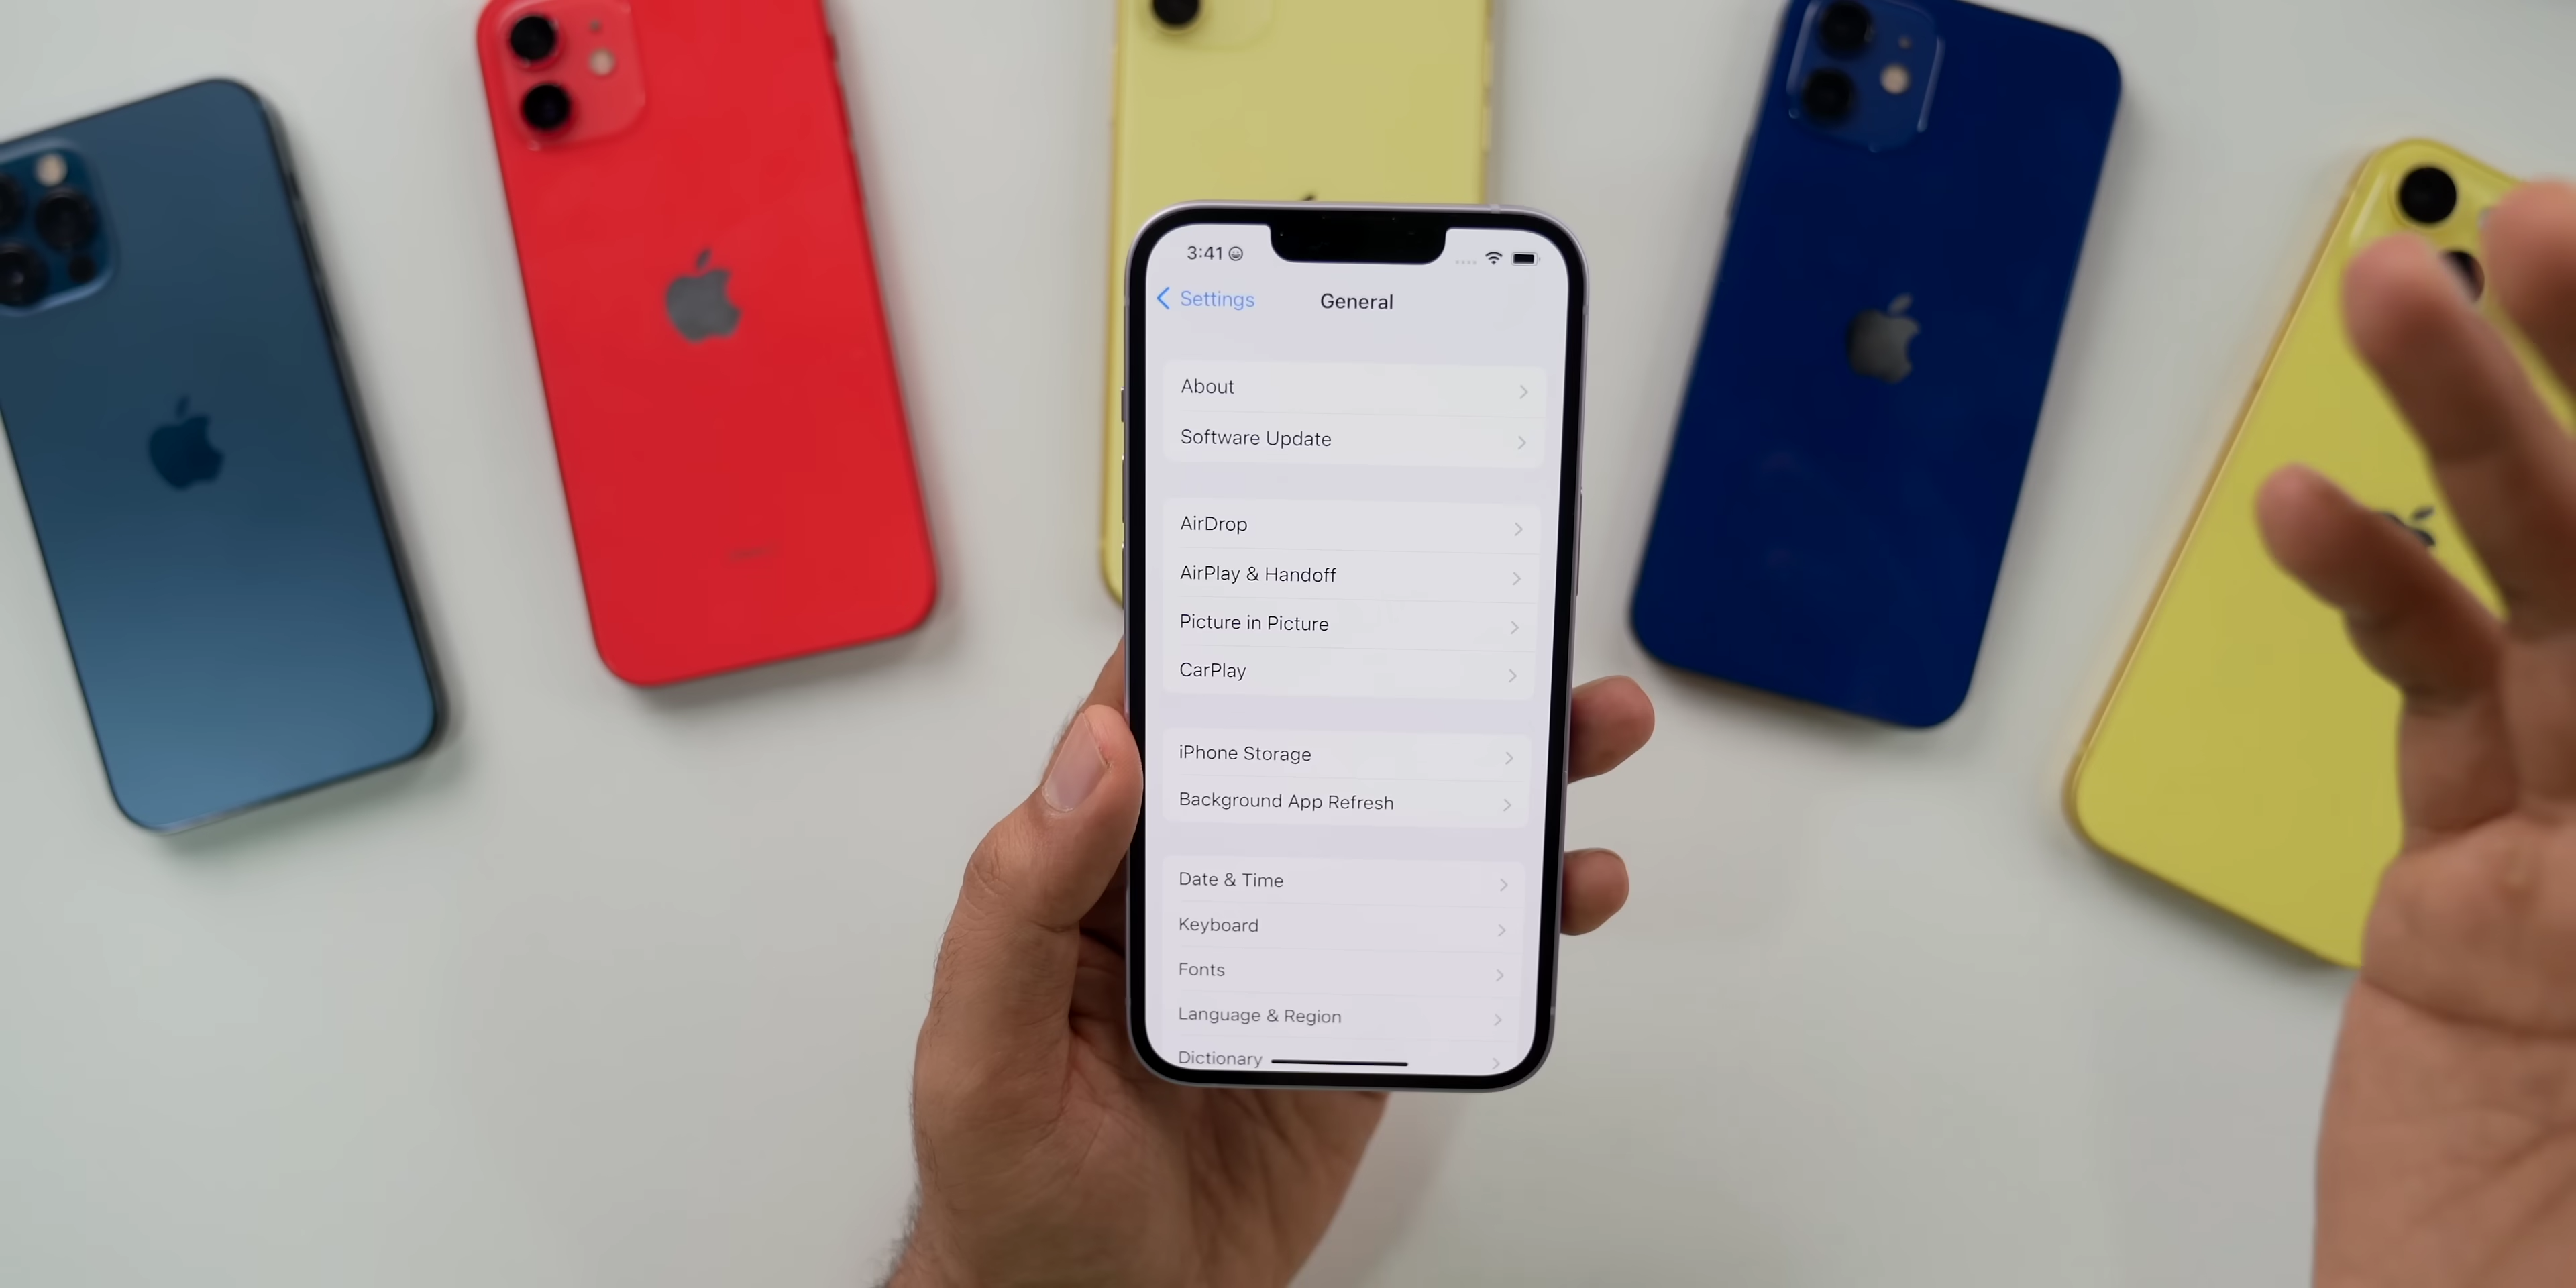 3:41
Settings
General
About
Software Update
AirDrop
AirPlay & Handoff
Picture in Picture
CarPlay
iPhone Storage
Background App Refresh
Date & Time
Keyboard
Fonts
Language & Region
Dictionary